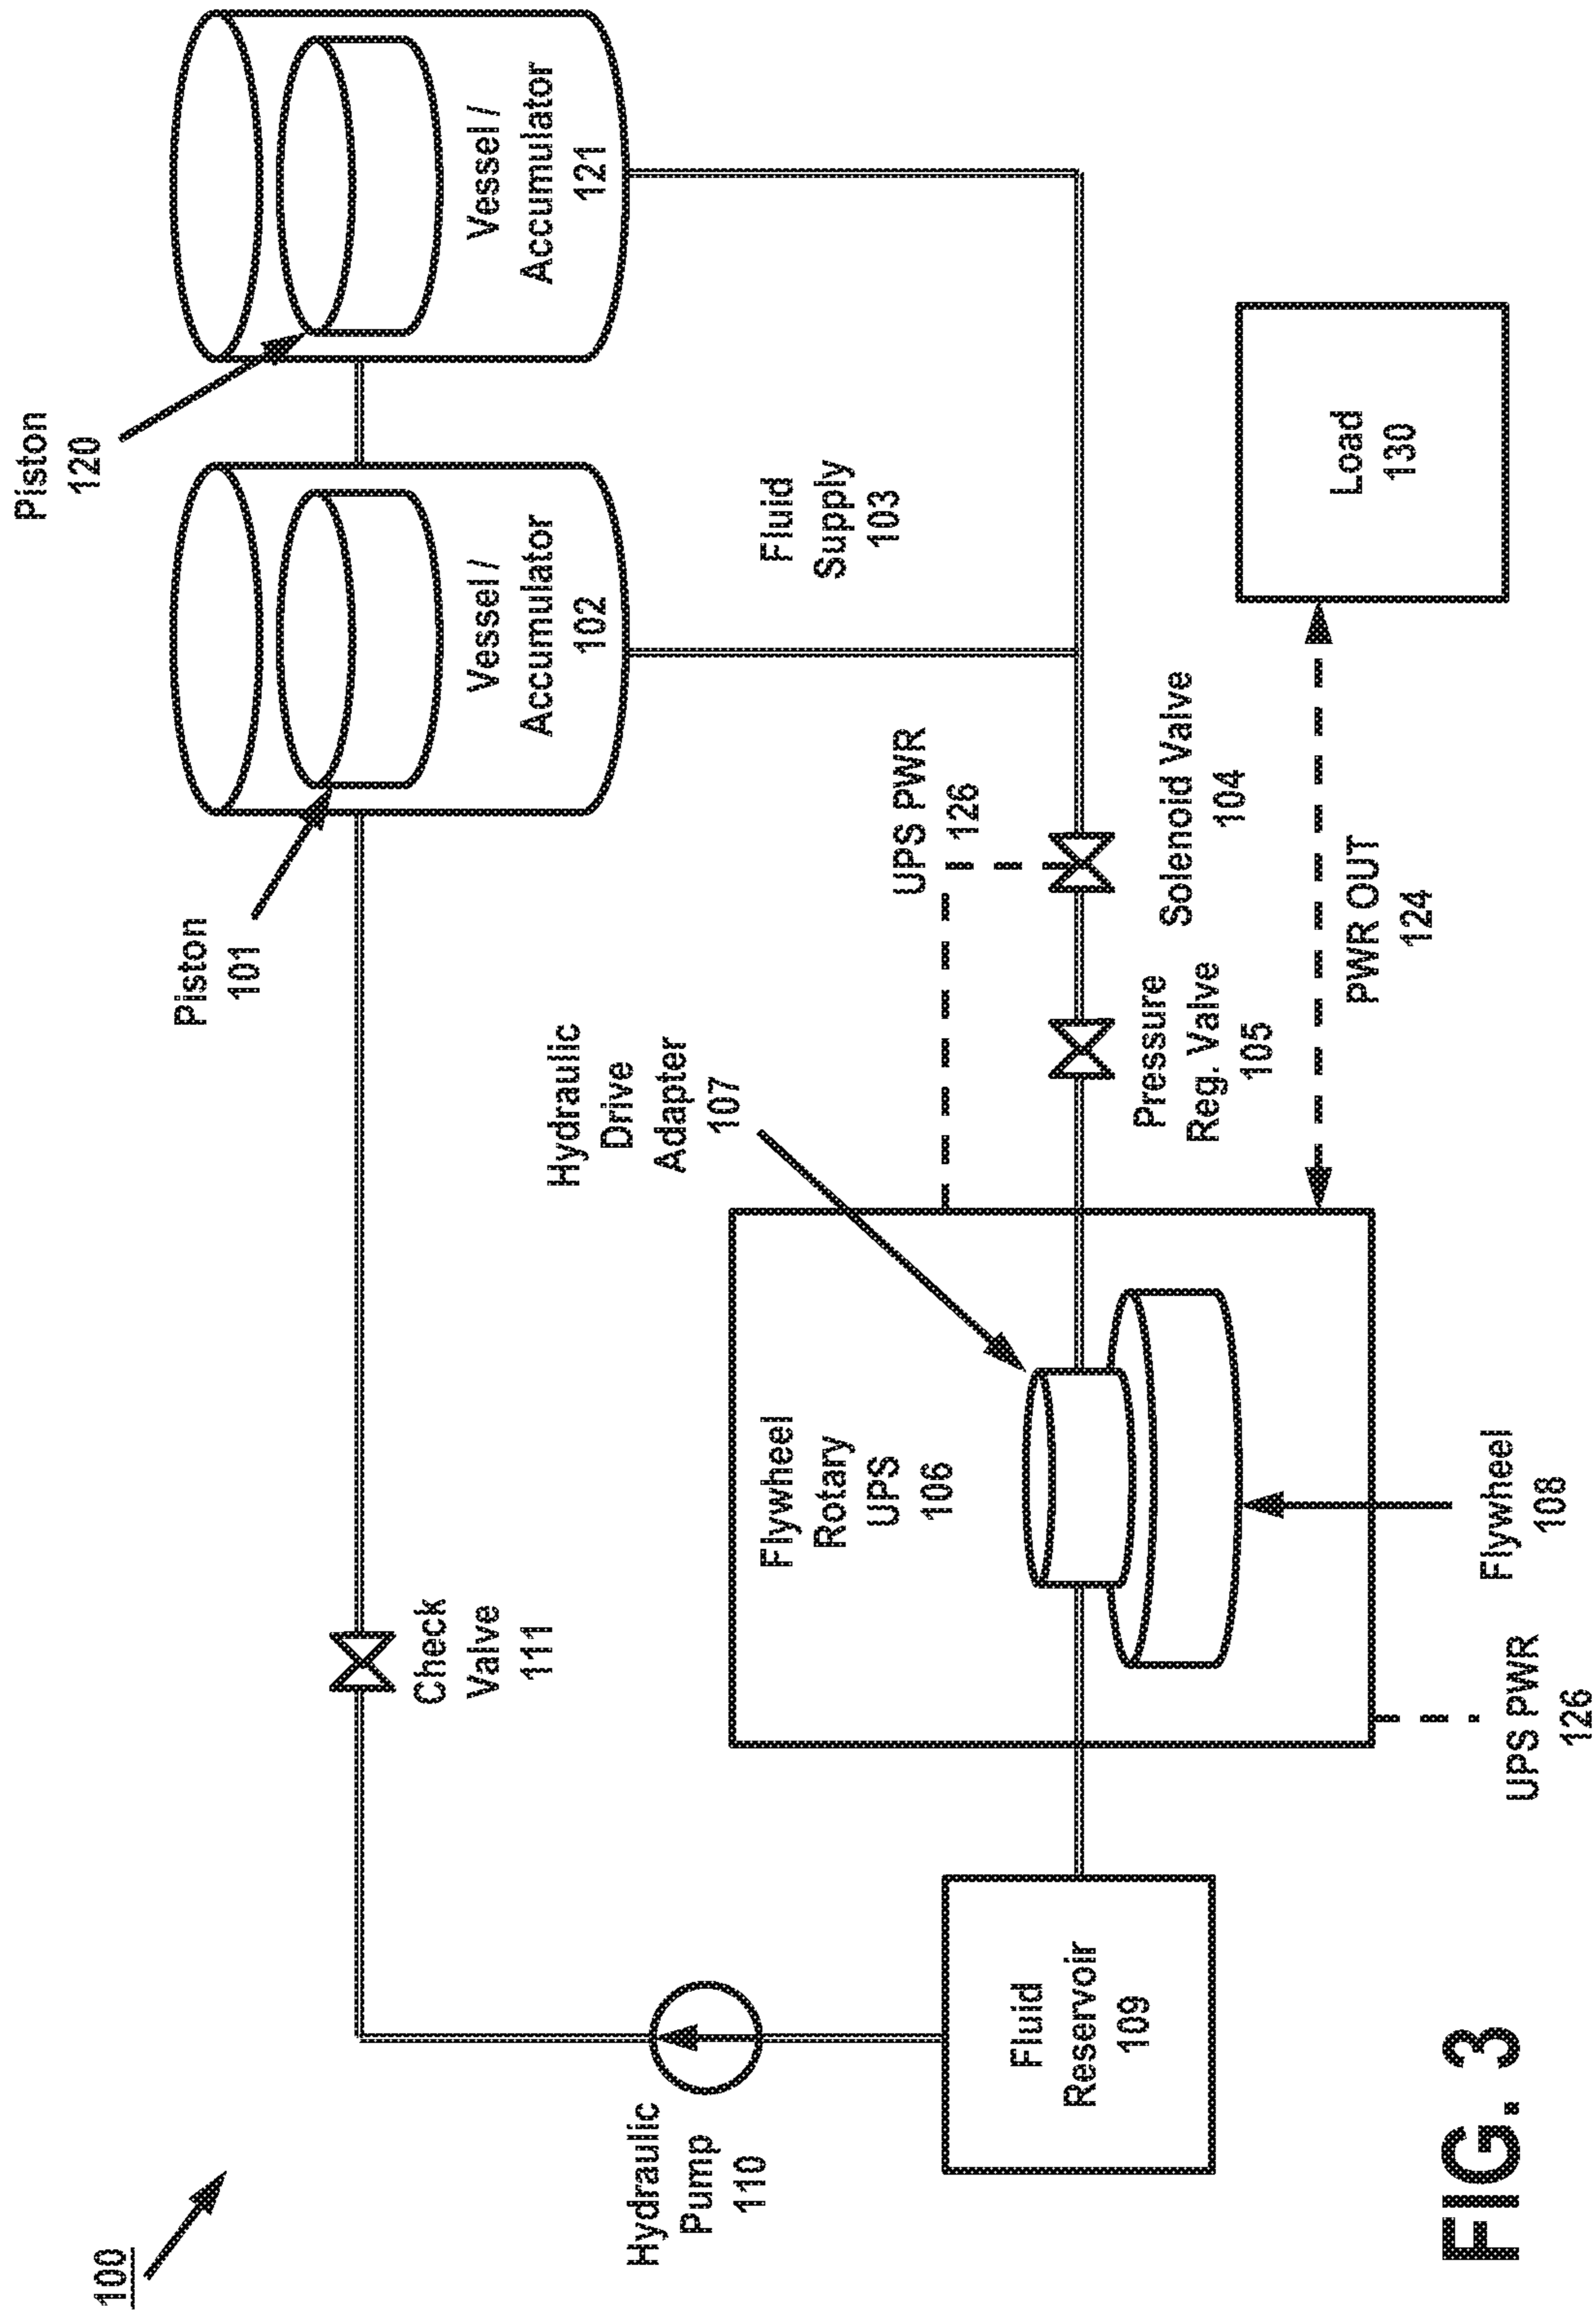 100
Piston
120
Piston
101
Vessel /
Accumulator
102
Vessel /
Accumulator
121
Check
Valve
111
Hydraulic
Pump
110
Hydraulic
Drive
Adapter
107
Fluid
Supply
103
Flywheel
Rotary
UPS
106
UPS PWR
126
Fluid
Reservoir
109
Pressure
Reg. Valve
105
Solenoid Valve
104
Load
130
PWR OUT
124
Flywheel
108
UPS PWR
126
FIG. 3